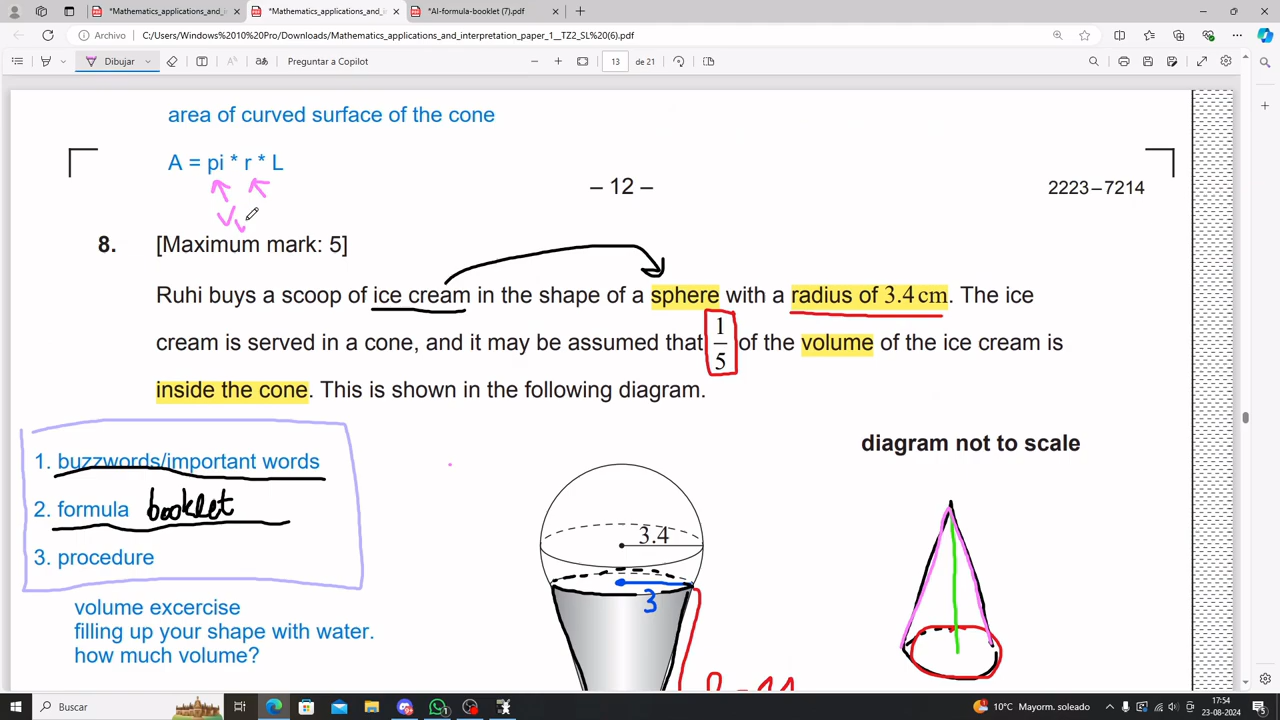 *Mathematics_applications_and_i
*Mathematics_applications_and_i
*AI-formula-booklet (7).pdf
Archivo
C:/Users/Windows%2010%20Pro/Downloads/Mathematics_applications_and_interpretation_paper_1__TZ2_SL%20(6).pdf
Dibujar
Preguntar a Copilot
13
de 21
area of curved surface of the cone
A = pi * r * L
– 12 –
2223–7214
8.
[Maximum mark: 5]
Ruhi buys a scoop of ice cream in the shape of a sphere with a radius of 3.4 cm. The ice
cream is served in a cone, and it may be assumed that 1/5 of the volume of the ice cream is
inside the cone. This is shown in the following diagram.
diagram not to scale
1. buzzwords/important words
2. formula booklet
3. procedure
3.4
3
volume excercise
filling up your shape with water.
how much volume?
Buscar
10°C Mayorm. soleado
17:54
23-08-2024